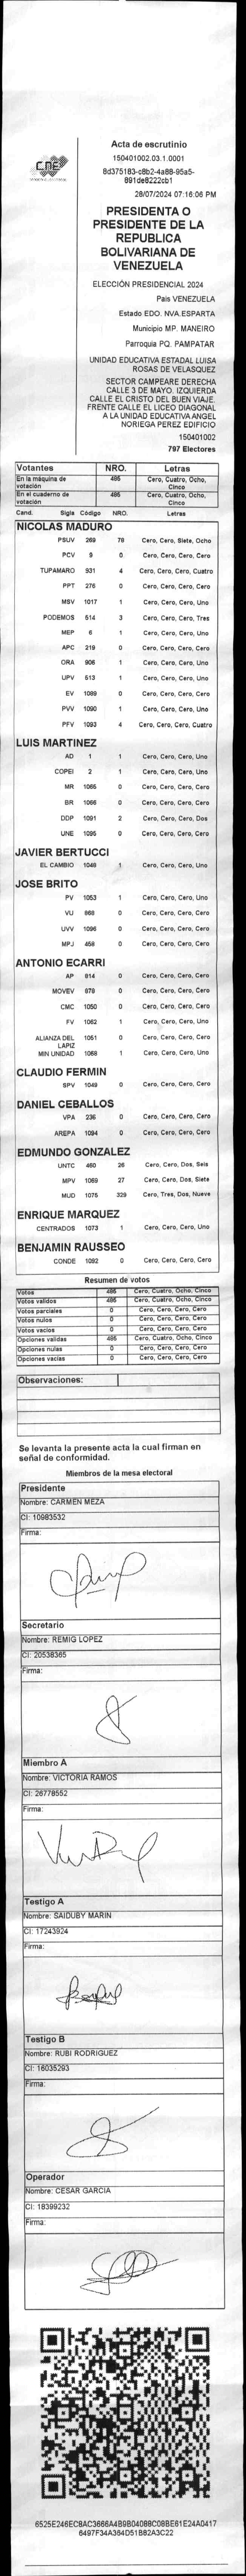 CNE
Acta de escrutinio
150401002.03.1.0001
8d375183-c8b2-4a88-95a5-
891de8222cb1
28/07/2024 07:16:06 PM
PRESIDENTA O
PRESIDENTE DE LA
REPUBLICA
BOLIVARIANA DE
VENEZUELA
ELECCIÓN PRESIDENCIAL 2024
Pais VENEZUELA
Estado EDO. NVA.ESPARTA
Municipio MP. MANEIRO
Parroquia PQ. PAMPATAR
UNIDAD EDUCATIVA ESTADAL LUISA
ROSAS DE VELASQUEZ
SECTOR CAMPEARE DERECHA
CALLE 3 DE MAYO. IZQUIERDA
CALLE EL CRISTO DEL BUEN VIAJE.
FRENTE CALLE EL LICEO DIAGONAL
A LA UNIDAD EDUCATIVA ANGEL
NORIEGA PEREZ EDIFICIO
150401002
797 Electores
Votantes NRO. Letras
En la máquina de votación 485 Cero, Cuatro, Ocho, Cinco
En el cuaderno de votación 485 Cero, Cuatro, Ocho, Cinco
Cand. Sigla Código NRO. Letras
NICOLAS MADURO
PSUV 269 78 Cero, Cero, Siete, Ocho
PCV 9 0 Cero, Cero, Cero, Cero
TUPAMARO 931 4 Cero, Cero, Cero, Cuatro
PPT 276 0 Cero, Cero, Cero, Cero
MSV 1017 1 Cero, Cero, Cero, Uno
PODEMOS 514 3 Cero, Cero, Cero, Tres
MEP 6 1 Cero, Cero, Cero, Uno
APC 219 0 Cero, Cero, Cero, Cero
ORA 906 1 Cero, Cero, Cero, Uno
UPV 513 1 Cero, Cero, Cero, Uno
EV 1089 0 Cero, Cero, Cero, Cero
PVV 1090 1 Cero, Cero, Cero, Uno
PFV 1093 4 Cero, Cero, Cero, Cuatro
LUIS MARTINEZ
AD 1 1 Cero, Cero, Cero, Uno
COPEI 2 1 Cero, Cero, Cero, Uno
MR 1065 0 Cero, Cero, Cero, Cero
BR 1066 0 Cero, Cero, Cero, Cero
DDP 1091 2 Cero, Cero, Cero, Dos
UNE 1095 0 Cero, Cero, Cero, Cero
JAVIER BERTUCCI
EL CAMBIO 1048 1 Cero, Cero, Cero, Uno
JOSE BRITO
PV 1053 1 Cero, Cero, Cero, Uno
VU 868 0 Cero, Cero, Cero, Cero
UVV 1096 0 Cero, Cero, Cero, Cero
MPJ 458 0 Cero, Cero, Cero, Cero
ANTONIO ECARRI
AP 814 0 Cero, Cero, Cero, Cero
MOVEV 879 0 Cero, Cero, Cero, Cero
CMC 1050 0 Cero, Cero, Cero, Cero
FV 1062 1 Cero, Cero, Cero, Uno
ALIANZA DEL LAPIZ 1051 0 Cero, Cero, Cero, Cero
MIN UNIDAD 1068 1 Cero, Cero, Cero, Uno
CLAUDIO FERMIN
SPV 1049 0 Cero, Cero, Cero, Cero
DANIEL CEBALLOS
VPA 236 0 Cero, Cero, Cero, Cero
AREPA 1094 0 Cero, Cero, Cero, Cero
EDMUNDO GONZALEZ
UNTC 460 26 Cero, Cero, Dos, Seis
MPV 1069 27 Cero, Cero, Dos, Siete
MUD 1075 329 Cero, Tres, Dos, Nueve
ENRIQUE MARQUEZ
CENTRADOS 1073 1 Cero, Cero, Cero, Uno
BENJAMIN RAUSSEO
CONDE 1092 0 Cero, Cero, Cero, Cero
Resumen de votos
Votos 485 Cero, Cuatro, Ocho, Cinco
Votos validos 485 Cero, Cuatro, Ocho, Cinco
Votos parciales 0 Cero, Cero, Cero, Cero
Votos nulos 0 Cero, Cero, Cero, Cero
Votos vacios 0 Cero, Cero, Cero, Cero
Opciones validas 485 Cero, Cuatro, Ocho, Cinco
Opciones nulas 0 Cero, Cero, Cero, Cero
Opciones vacias 0 Cero, Cero, Cero, Cero
Observaciones:
Se levanta la presente acta la cual firman en
señal de conformidad.
Miembros de la mesa electoral
Presidente
Nombre: CARMEN MEZA
CI: 10983532
Firma:
Secretario
Nombre: REMIG LOPEZ
CI: 20538365
Firma:
Miembro A
Nombre: VICTORIA RAMOS
CI: 26778552
Firma:
Testigo A
Nombre: SAIDUBY MARIN
CI: 17243924
Firma:
Testigo B
Nombre: RUBI RODRIGUEZ
CI: 16035293
Firma:
Operador
Nombre: CESAR GARCIA
CI: 18399232
Firma:
6525E246EC8AC3666A4B9B04088C08BE61E24A0417
6497F34A364D51B82A3C22